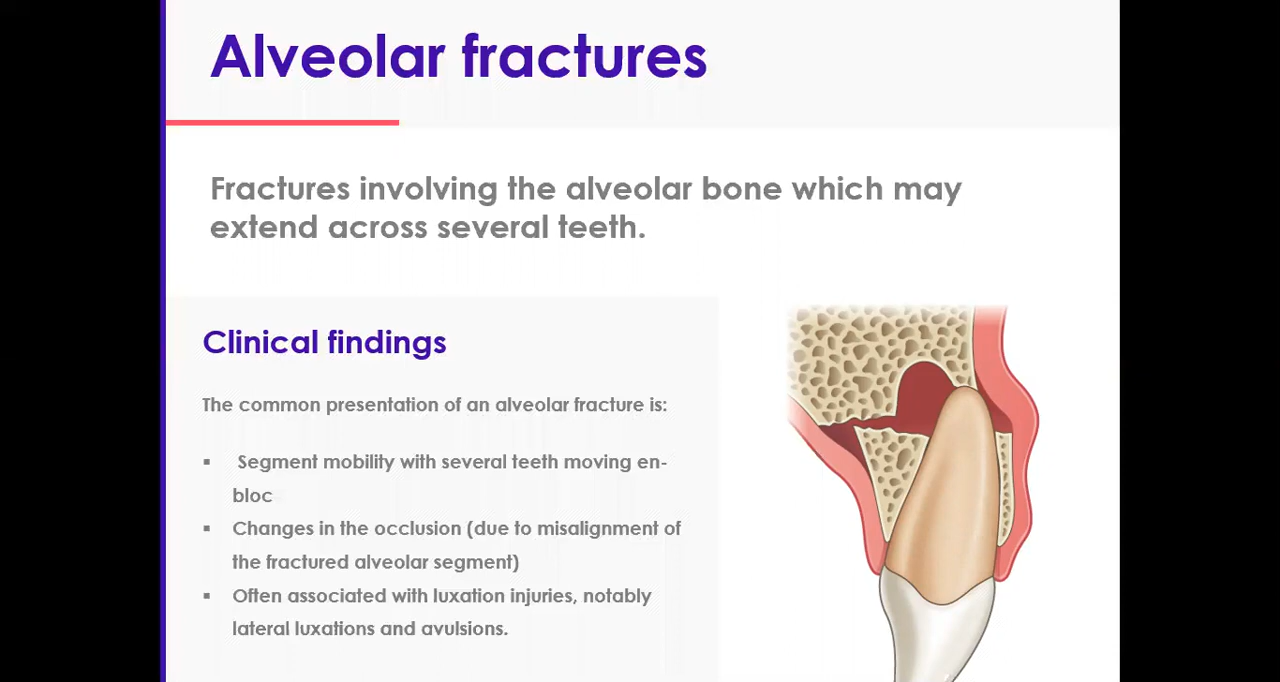 Alveolar fractures
Fractures involving the alveolar bone which may
extend across several teeth.
Clinical findings
The common presentation of an alveolar fracture is:
▪ Segment mobility with several teeth moving en-
bloc
▪ Changes in the occlusion (due to misalignment of
the fractured alveolar segment)
▪ Often associated with luxation injuries, notably
lateral luxations and avulsions.